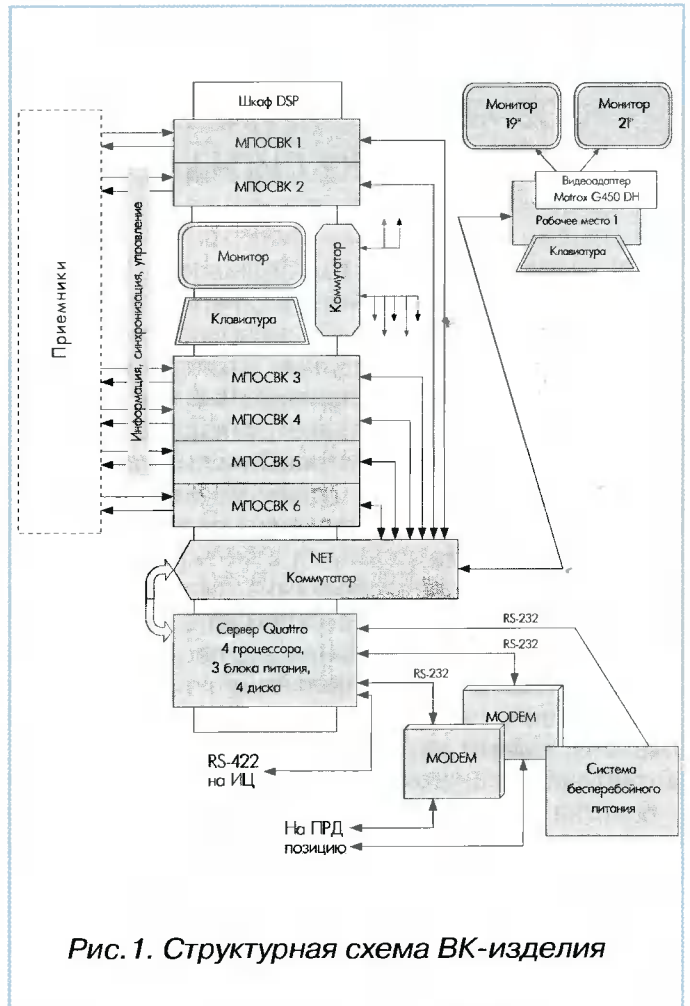 Шкаф DSP
МПОСВК 1
МПОСВК 2
Монитор
Клавиатура
Коммутатор
Приемники
Информация, синхронизация, управление
МПОСВК 3
МПОСВК 4
МПОСВК 5
МПОСВК 6
NET
Коммутатор
Сервер Quattro
4 процессора,
3 блока питания,
4 диска
Монитор
19"
Монитор
21"
Видеоадаптер
Matrox G450 DH
Рабочее место 1
Клавиатура
RS-232
RS-232
RS-232
MODEM
MODEM
Система
бесперебойного
питания
RS-422
на ИЦ
На ПРД
позицию
Рис.1. Структурная схема ВК-изделия